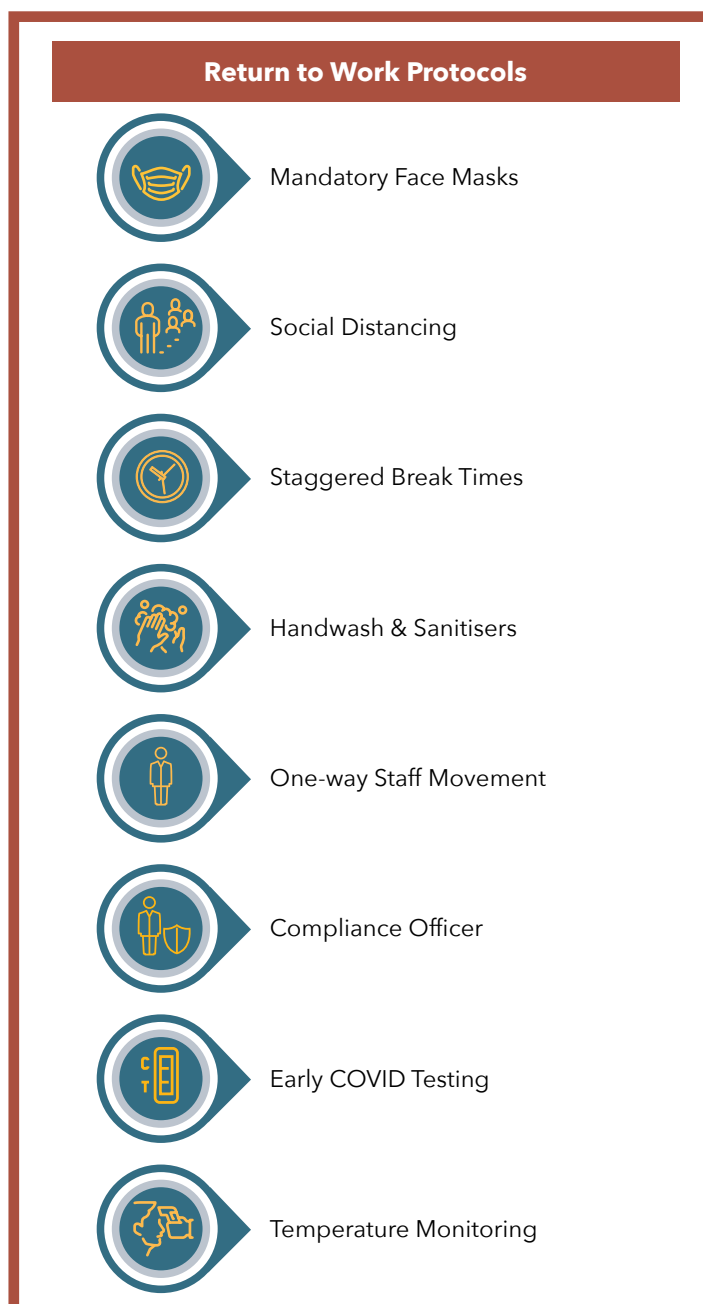 Return to Work Protocols
Mandatory Face Masks
Social Distancing
Staggered Break Times
Handwash & Sanitisers
One-way Staff Movement
Compliance Officer
C
T
Early COVID Testing
Temperature Monitoring